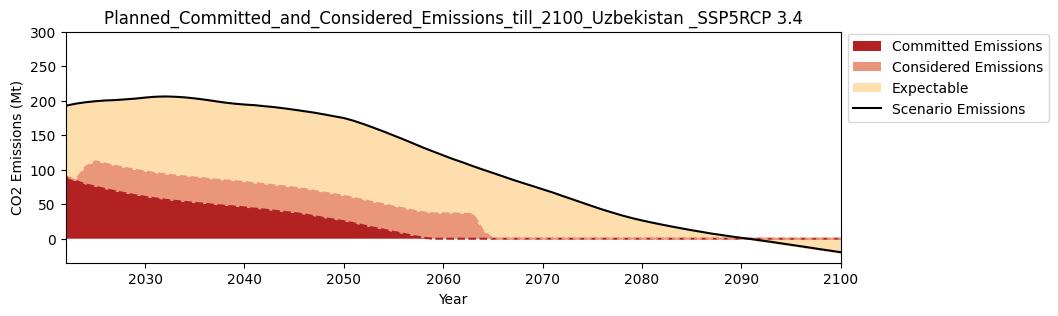 Planned_Committed_and_Considered_Emissions_till_2100_Uzbekistan _SSP5RCP 3.4
300
250
200
150
100
50
0
CO2 Emissions (Mt)
2030 2040 2050 2060 2070 2080 2090 2100
Year
Committed Emissions
Considered Emissions
Expectable
Scenario Emissions